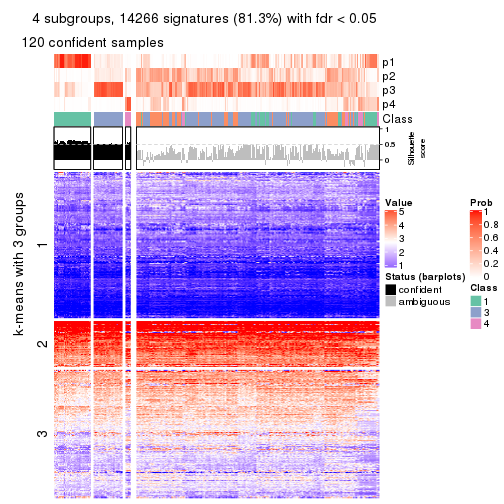 4 subgroups, 14266 signatures (81.3%) with fdr < 0.05
120 confident samples
p1
p2
p3
p4
Class
1
0.5
0
Silhouette
score
k-means with 3 groups
1
2
3
Value
5
4
3
2
1
Status (barplots)
confident
ambiguous
Prob
1
0.8
0.6
0.4
0.2
0
Class
1
3
4